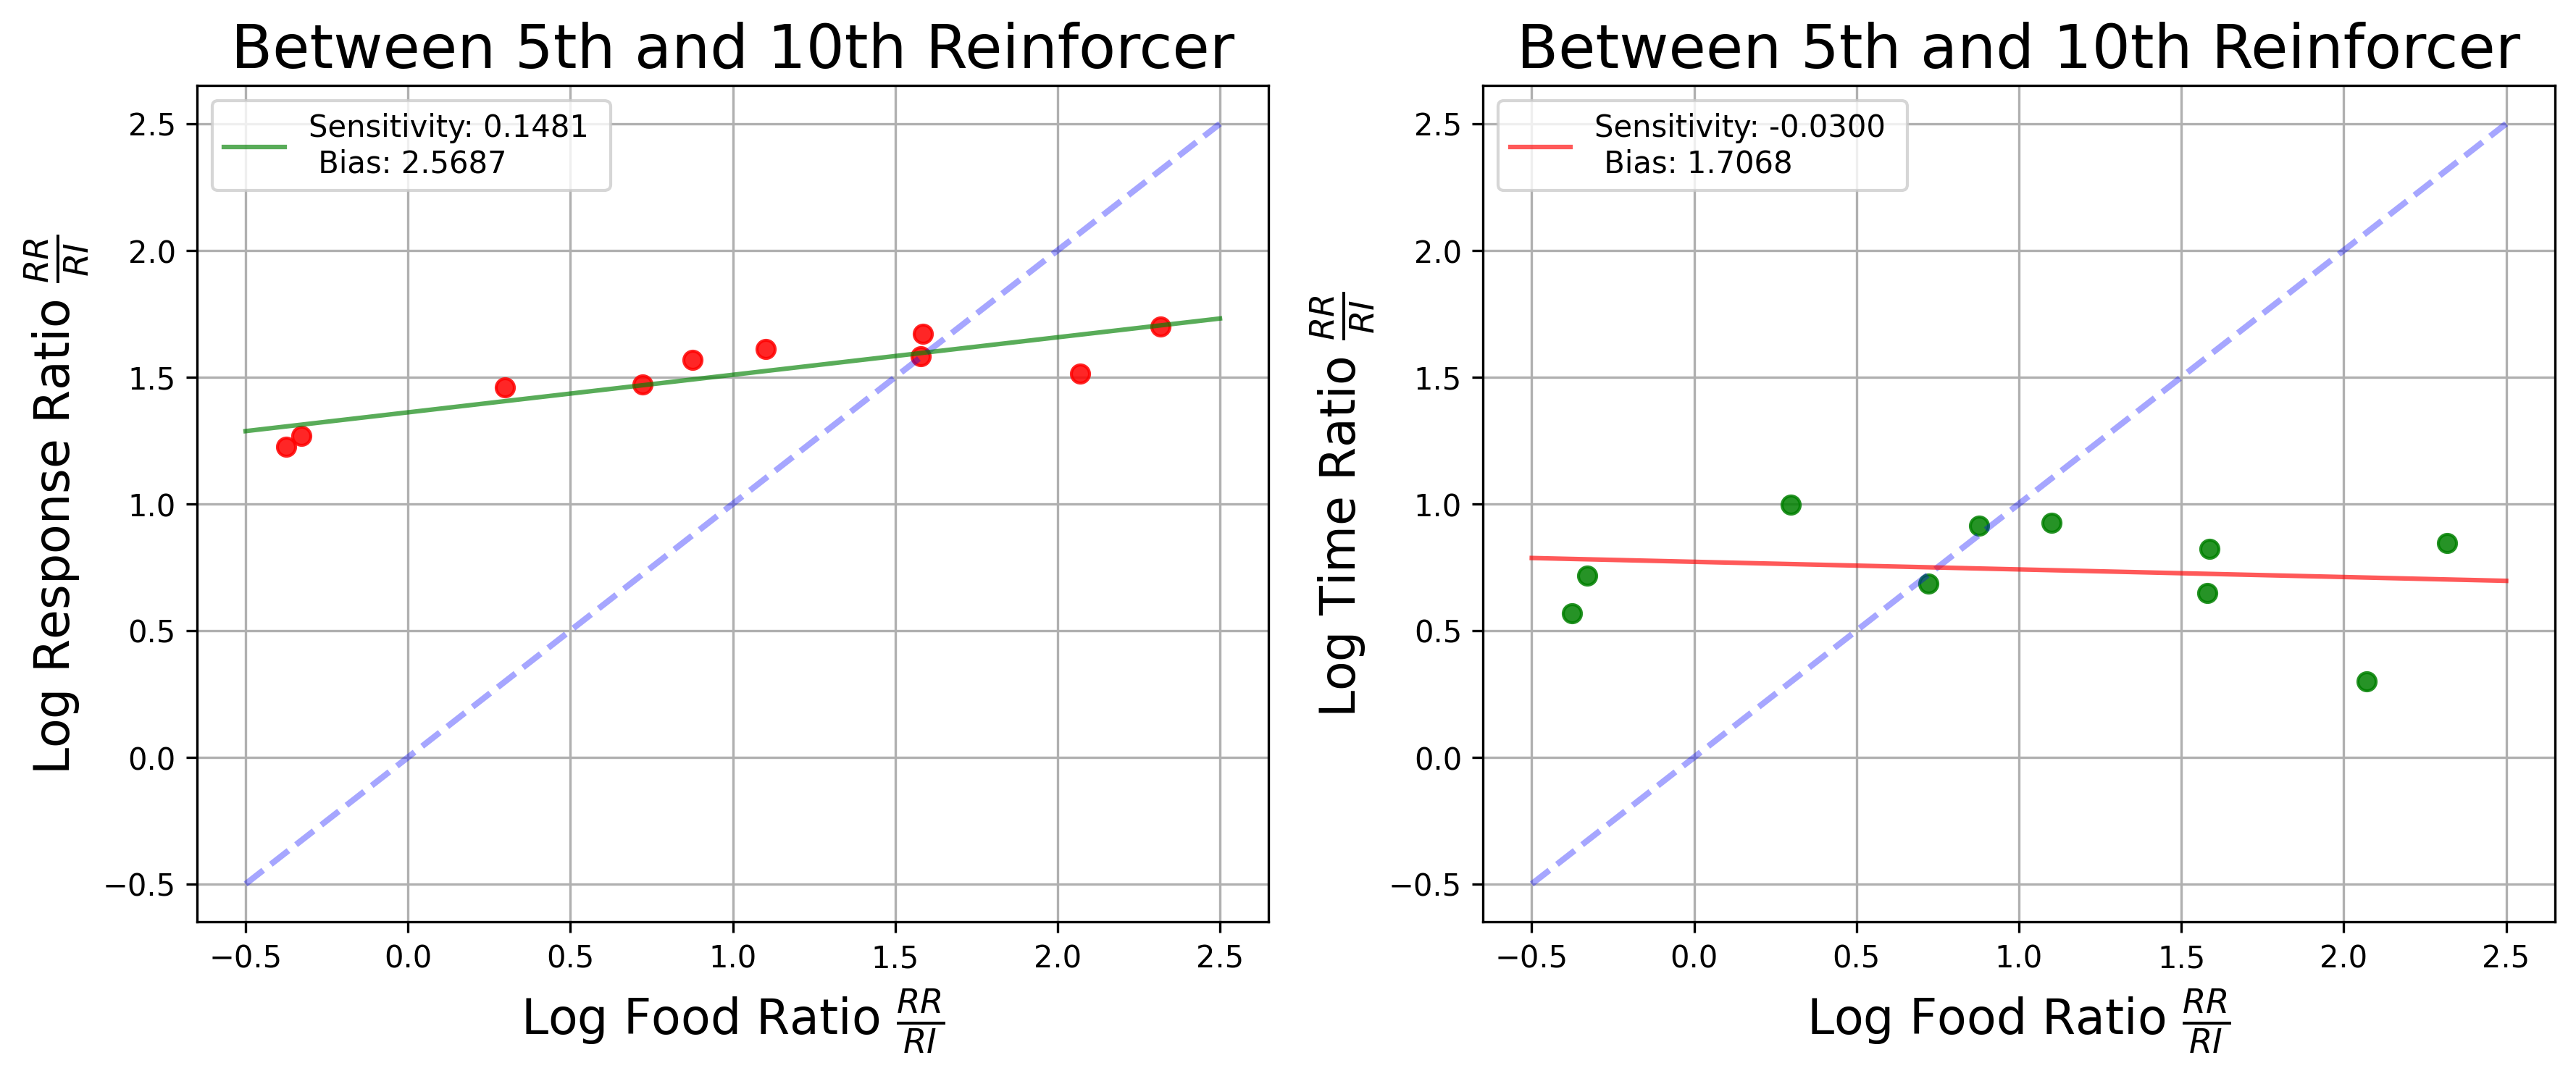 Between 5th and 10th Reinforcer
Sensitivity: 0.1481
Bias: 2.5687
2.5
2.0
1.5
1.0
0.5
0.0
−0.5
Log Response Ratio RR/RI
−0.5 0.0 0.5 1.0 1.5 2.0 2.5
Log Food Ratio RR/RI
Between 5th and 10th Reinforcer
Sensitivity: -0.0300
Bias: 1.7068
2.5
2.0
1.5
1.0
0.5
0.0
−0.5
Log Time Ratio RR/RI
−0.5 0.0 0.5 1.0 1.5 2.0 2.5
Log Food Ratio RR/RI